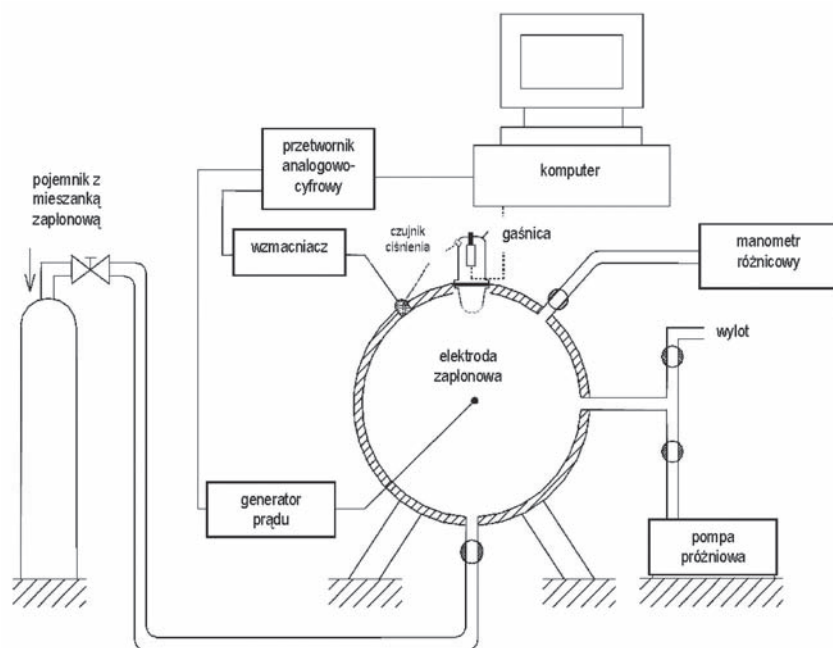 pojemnik z
mieszanką
zapłonową
przetwornik
analogowo-
cyfrowy
komputer
wzmacniacz
czujnik
ciśnienia
gaśnica
manometr
różnicowy
wylot
elektroda
zapłonowa
generator
prądu
pompa
próżniowa